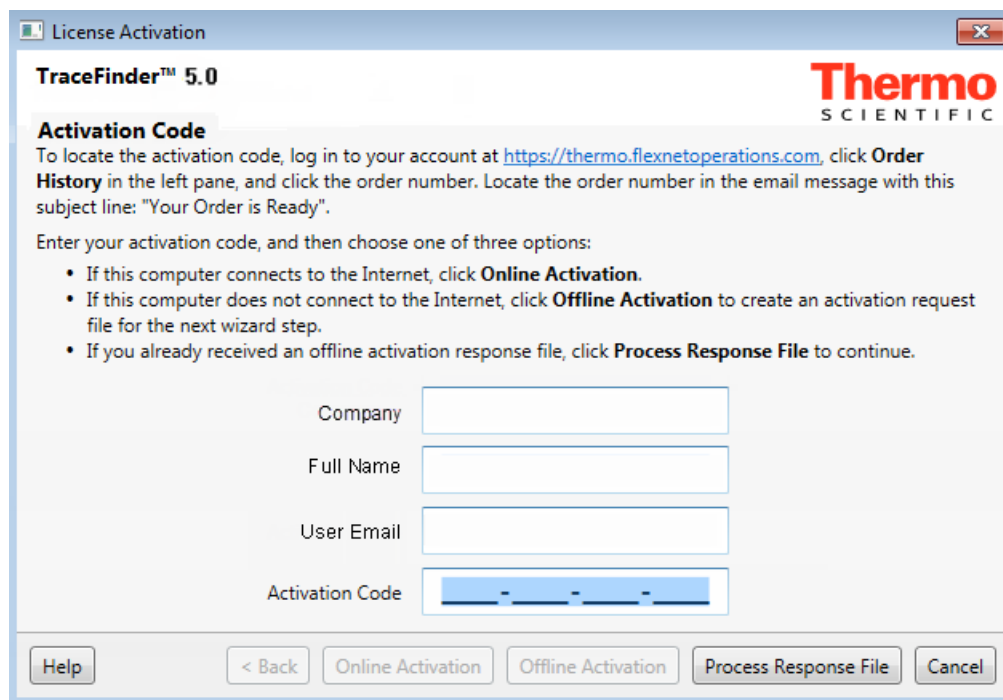 License Activation
TraceFinder™ 5.0
Thermo
SCIENTIFIC
Activation Code
To locate the activation code, log in to your account at https://thermo.flexnetoperations.com, click Order
History in the left pane, and click the order number. Locate the order number in the email message with this
subject line: "Your Order is Ready".
Enter your activation code, and then choose one of three options:
• If this computer connects to the Internet, click Online Activation.
• If this computer does not connect to the Internet, click Offline Activation to create an activation request
file for the next wizard step.
• If you already received an offline activation response file, click Process Response File to continue.
Company
Full Name
User Email
Activation Code ____-____-____-____
Help < Back Online Activation Offline Activation Process Response File Cancel